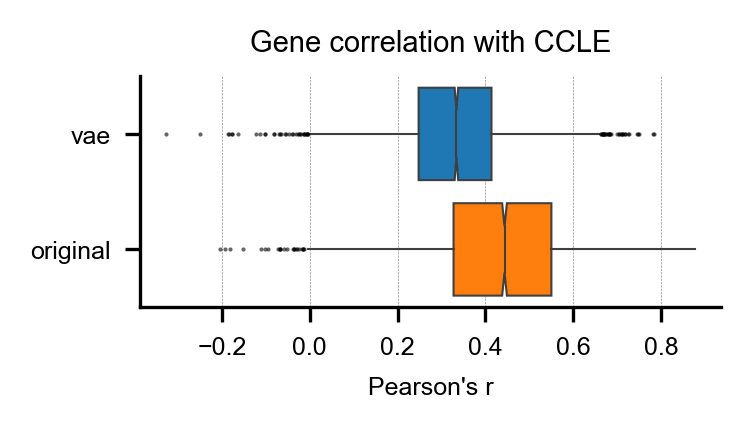 Gene correlation with CCLE
vae
original
−0.2 0.0 0.2 0.4 0.6 0.8
Pearson's r